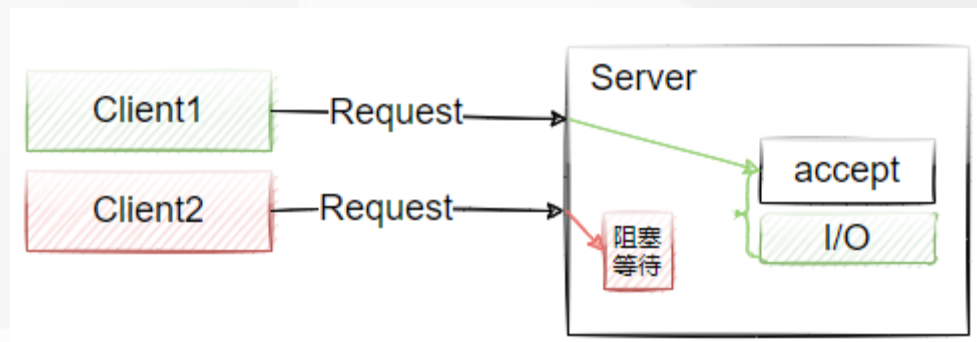 Server
Client1
Request
accept
Client2
Request
阻塞
等待
I/O